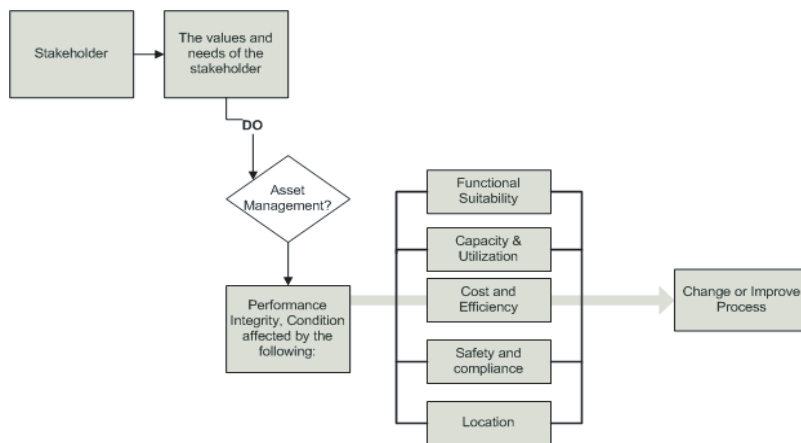 Stakeholder
The values and
needs of the
stakeholder
DO
Asset
Management?
Performance
Integrity, Condition
affected by the
following:
Functional
Suitability
Capacity &
Utilization
Cost and
Efficiency
Safety and
compliance
Location
Change or Improve
Process